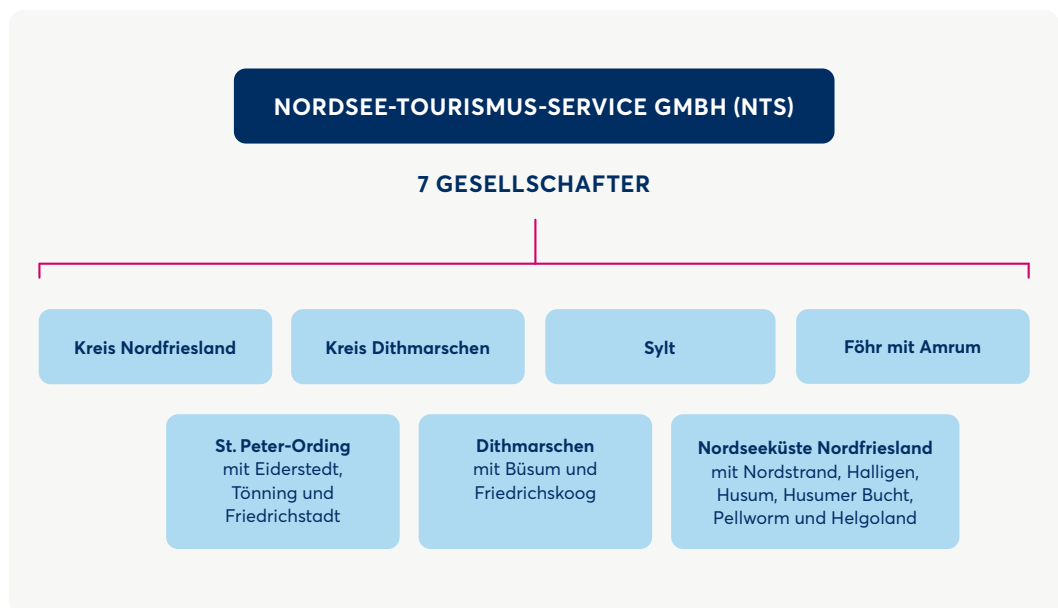 NORDSEE-TOURISMUS-SERVICE GMBH (NTS)
7 GESELLSCHAFTER
Kreis Nordfriesland
Kreis Dithmarschen
Sylt
Föhr mit Amrum
St. Peter-Ording
mit Eiderstedt,
Tönning und
Friedrichstadt
Dithmarschen
mit Büsum und
Friedrichskoog
Nordseeküste Nordfriesland
mit Nordstrand, Halligen,
Husum, Husumer Bucht,
Pellworm und Helgoland